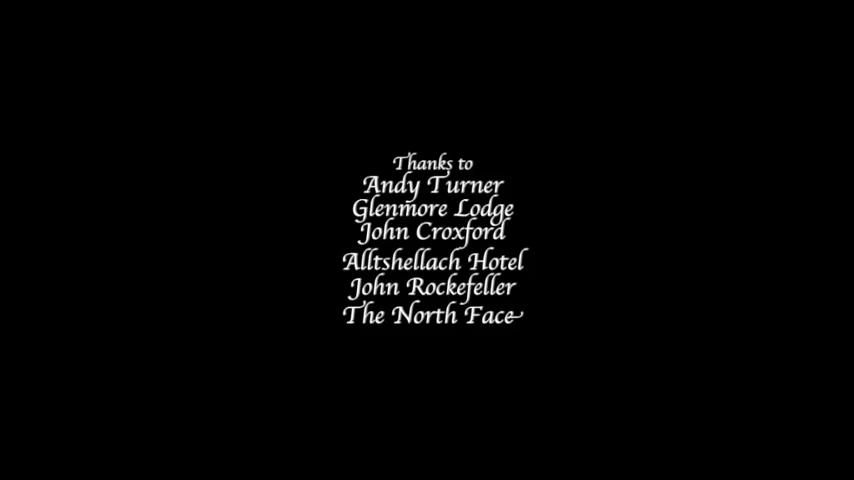 Thanks to
Andy Turner
Glenmore Lodge
John Croxford
Alltshellach Hotel
John Rockefeller
The North Face